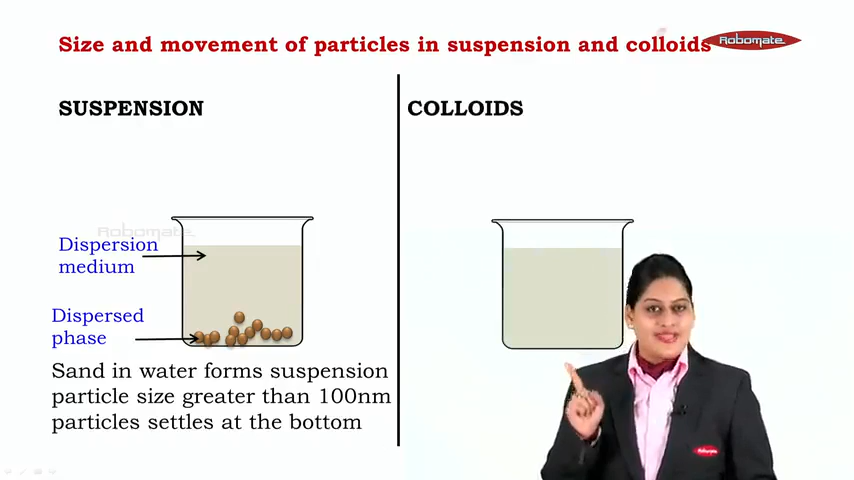 Size and movement of particles in suspension and colloids
Robomate
SUSPENSION
COLLOIDS
Robomate
Dispersion
medium
Dispersed
phase
Sand in water forms suspension
particle size greater than 100nm
particles settles at the bottom